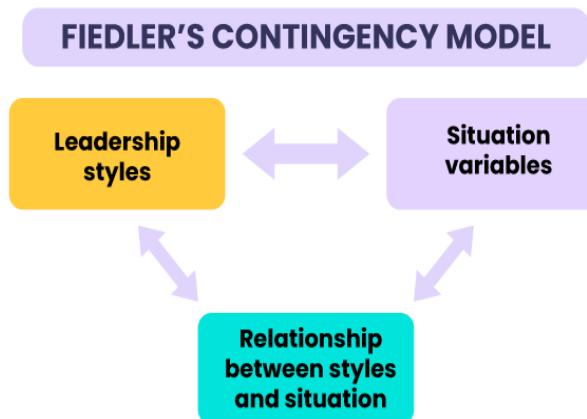 FIEDLER'S CONTINGENCY MODEL
Leadership
styles
Situation
variables
Relationship
between styles
and situation